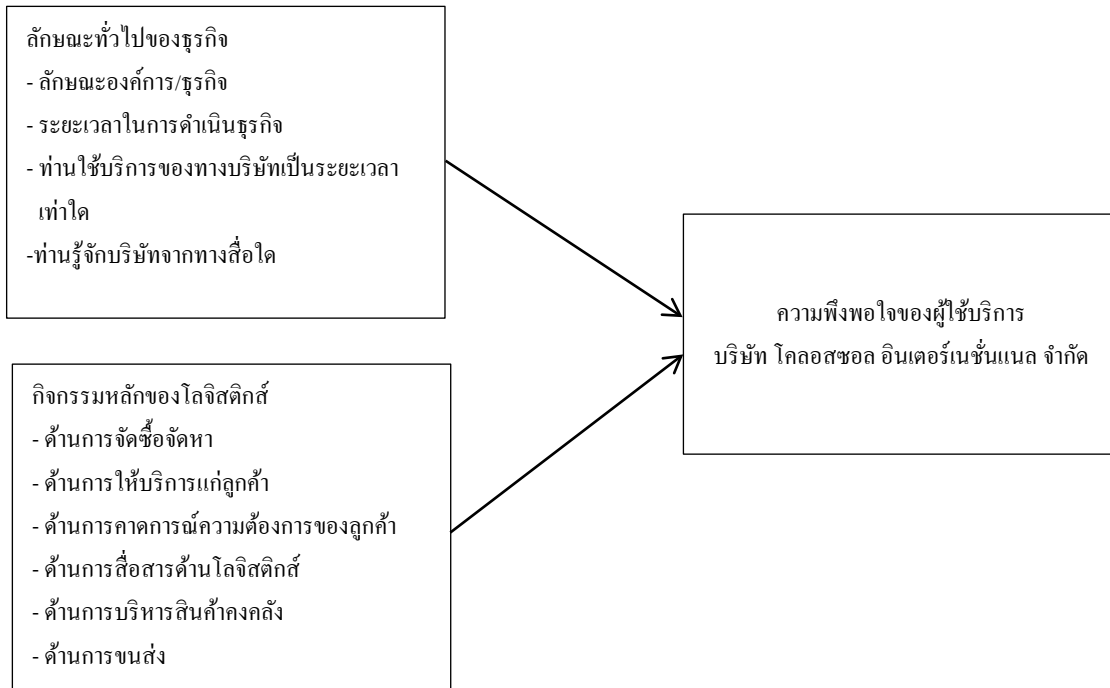 ลักษณะทั่วไปของธุรกิจ
- ลักษณะองค์การ/ธุรกิจ
- ระยะเวลาในการดำเนินธุรกิจ
- ท่านใช้บริการของทางบริษัทเป็นระยะเวลา
เท่าใด
-ท่านรู้จักบริษัทจากทางสื่อใด
ความพึงพอใจของผู้ใช้บริการ
บริษัท โคลอสซอล อินเตอร์เนชั่นแนล จำกัด
กิจกรรมหลักของโลจิสติกส์
- ด้านการจัดซื้อจัดหา
- ด้านการให้บริการแก่ลูกค้า
- ด้านการคาดการณ์ความต้องการของลูกค้า
- ด้านการสื่อสารด้านโลจิสติกส์
- ด้านการบริหารสินค้าคงคลัง
- ด้านการขนส่ง